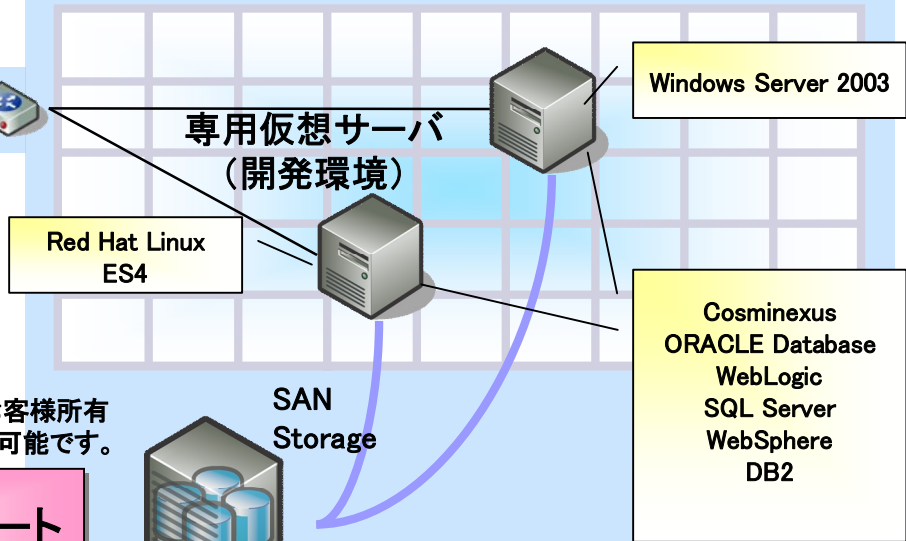 Windows Server 2003
専用仮想サーバ
（開発環境）
Red Hat Linux
ES4
Cosminexus
ORACLE Database
WebLogic
SQL Server
WebSphere
DB2
SAN
Storage
客様所有
可能です。
ート